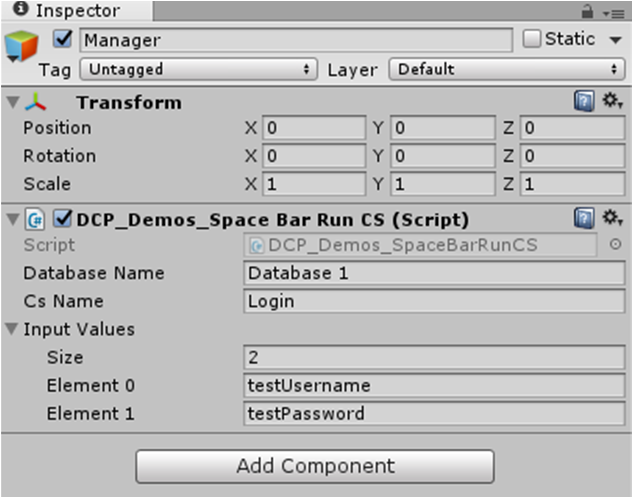 Inspector
Manager Static
Tag Untagged Layer Default
Transform
Position X 0 Y 0 Z 0
Rotation X 0 Y 0 Z 0
Scale X 1 Y 1 Z 1
C# DCP_Demos_Space Bar Run CS (Script)
Script DCP_Demos_SpaceBarRunCS
Database Name Database 1
Cs Name Login
Input Values
Size 2
Element 0 testUsername
Element 1 testPassword
Add Component